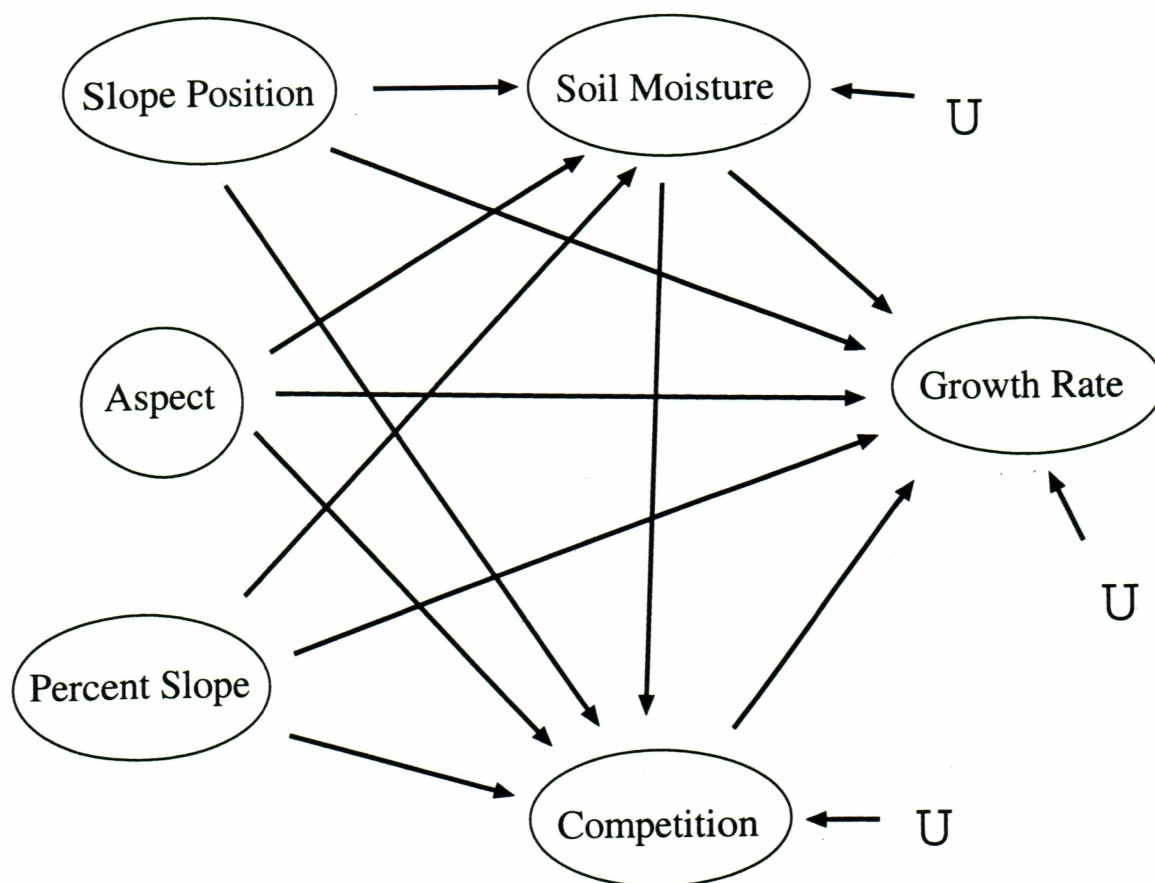 Slope Position
Soil Moisture
U
Aspect
Growth Rate
U
Percent Slope
Competition
U